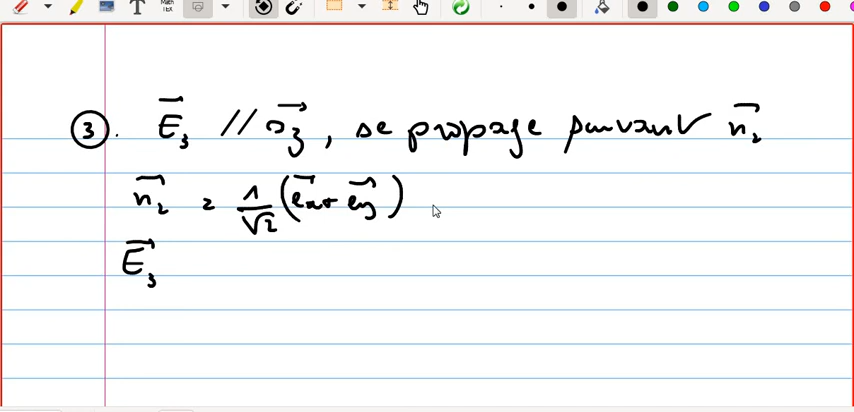 ③. E₃ // oz, se propage suivant n₂
n₂ = 1/√2 (ex + ey)
E₃